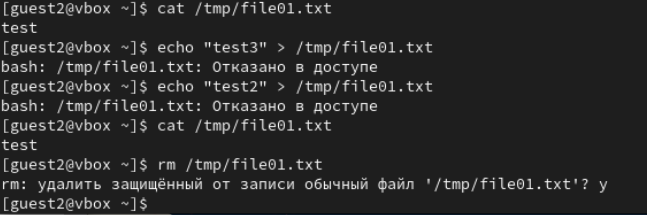 [guest2@vbox ~]$ cat /tmp/file01.txt
test
[guest2@vbox ~]$ echo "test3" > /tmp/file01.txt
bash: /tmp/file01.txt: Отказано в доступе
[guest2@vbox ~]$ echo "test2" > /tmp/file01.txt
bash: /tmp/file01.txt: Отказано в доступе
[guest2@vbox ~]$ cat /tmp/file01.txt
test
[guest2@vbox ~]$ rm /tmp/file01.txt
rm: удалить защищённый от записи обычный файл '/tmp/file01.txt'? y
[guest2@vbox ~]$